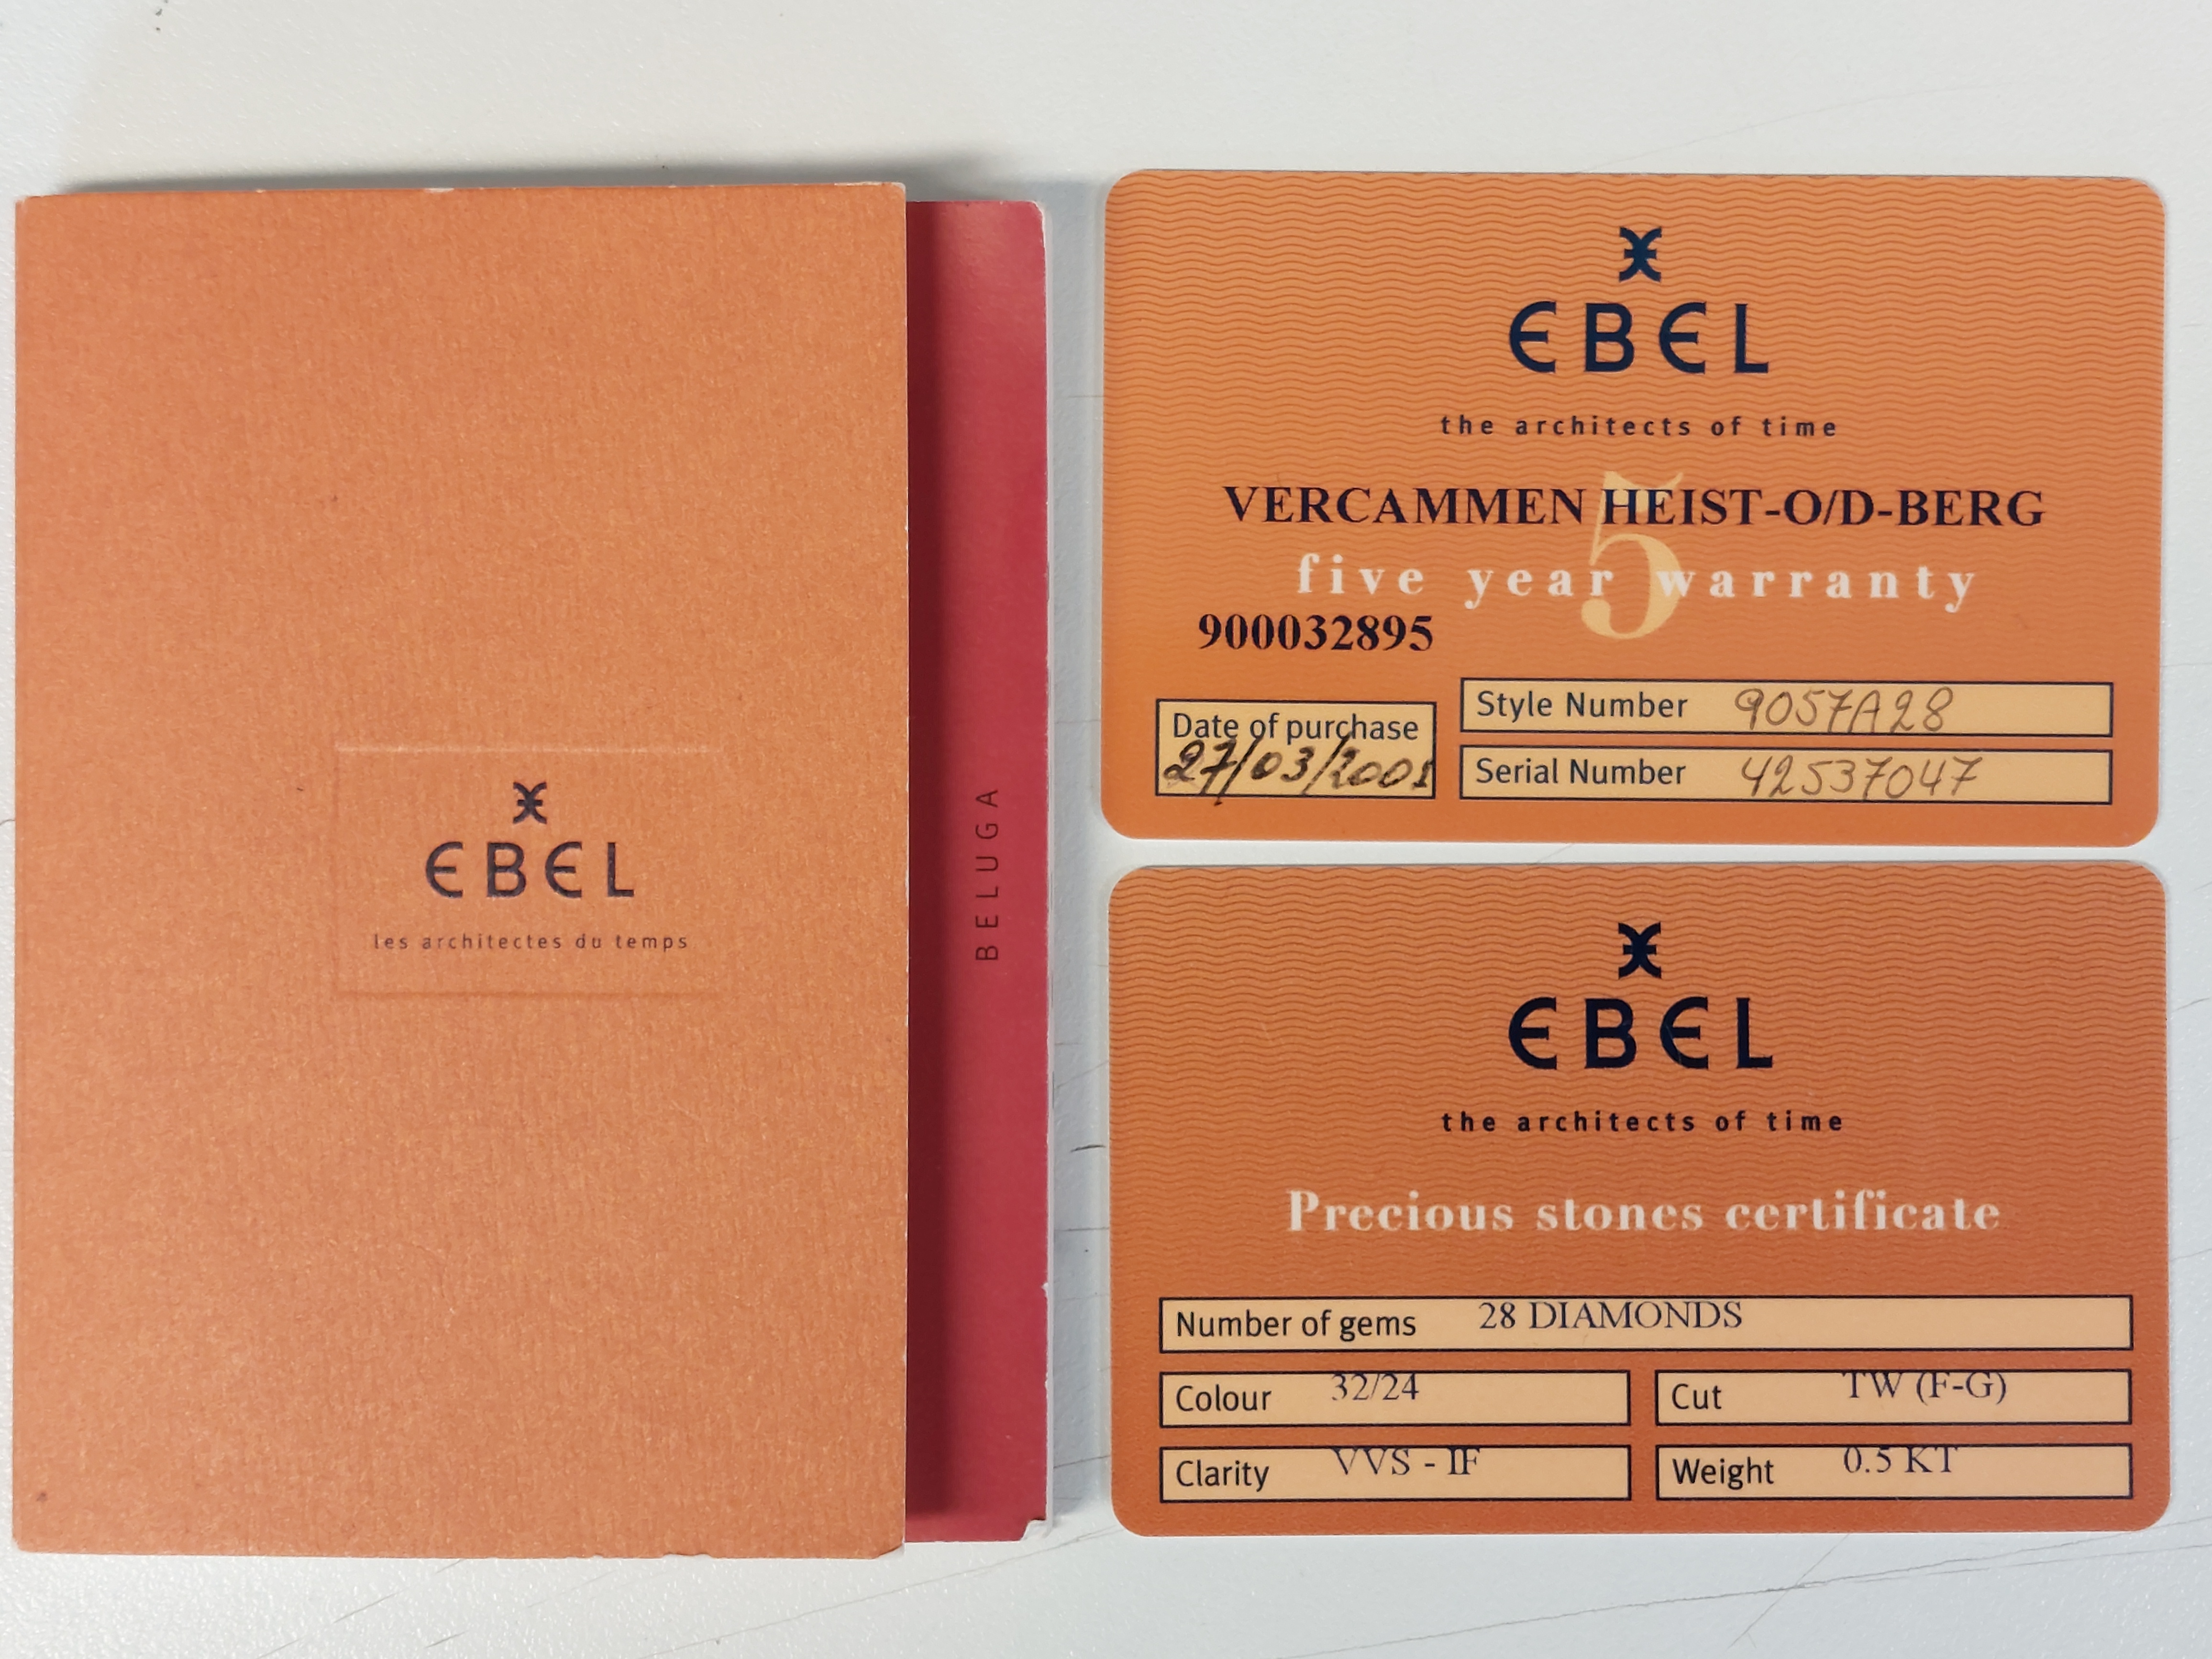 EBEL
les architectes du temps
BELUGA
EBEL
the architects of time
VERCAMMEN HEIST-O/D-BERG
5
five year warranty
900032895
Date of purchase
27/03/2001
Style Number 9057A28
Serial Number 42537047
EBEL
the architects of time
Precious stones certificate
Number of gems 28 DIAMONDS
Colour 32/24
Cut TW (F-G)
Clarity VVS - IF
Weight 0.5 KT